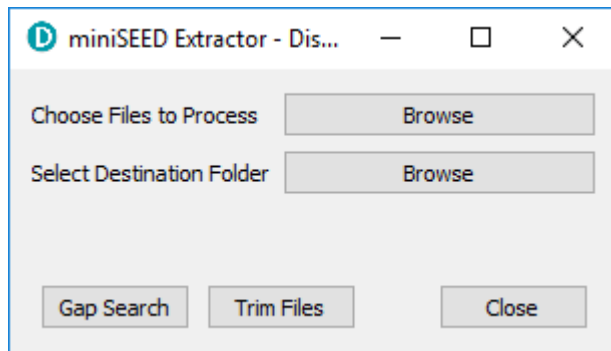 D miniSEED Extractor - Dis...
Choose Files to Process Browse
Select Destination Folder Browse
Gap Search Trim Files Close